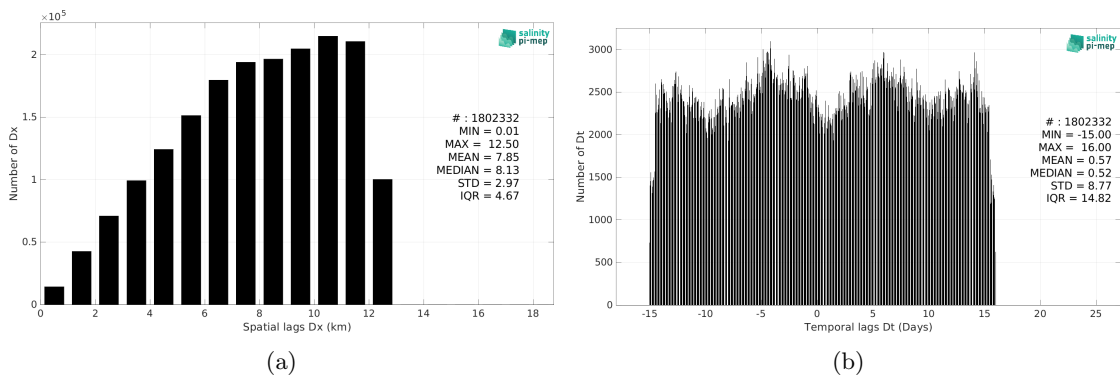 ×10⁵
salinity
pi-mep
2
1.5
1
0.5
0
Number of Dx
# : 1802332
MIN = 0.01
MAX = 12.50
MEAN = 7.85
MEDIAN = 8.13
STD = 2.97
IQR = 4.67
0 2 4 6 8 10 12 14 16 18
Spatial lags Dx (km)
(a)
salinity
pi-mep
3000
2500
2000
1500
1000
500
0
Number of Dt
# : 1802332
MIN = -15.00
MAX = 16.00
MEAN = 0.57
MEDIAN = 0.52
STD = 8.77
IQR = 14.82
-15 -10 -5 0 5 10 15 20 25
Temporal lags Dt (Days)
(b)